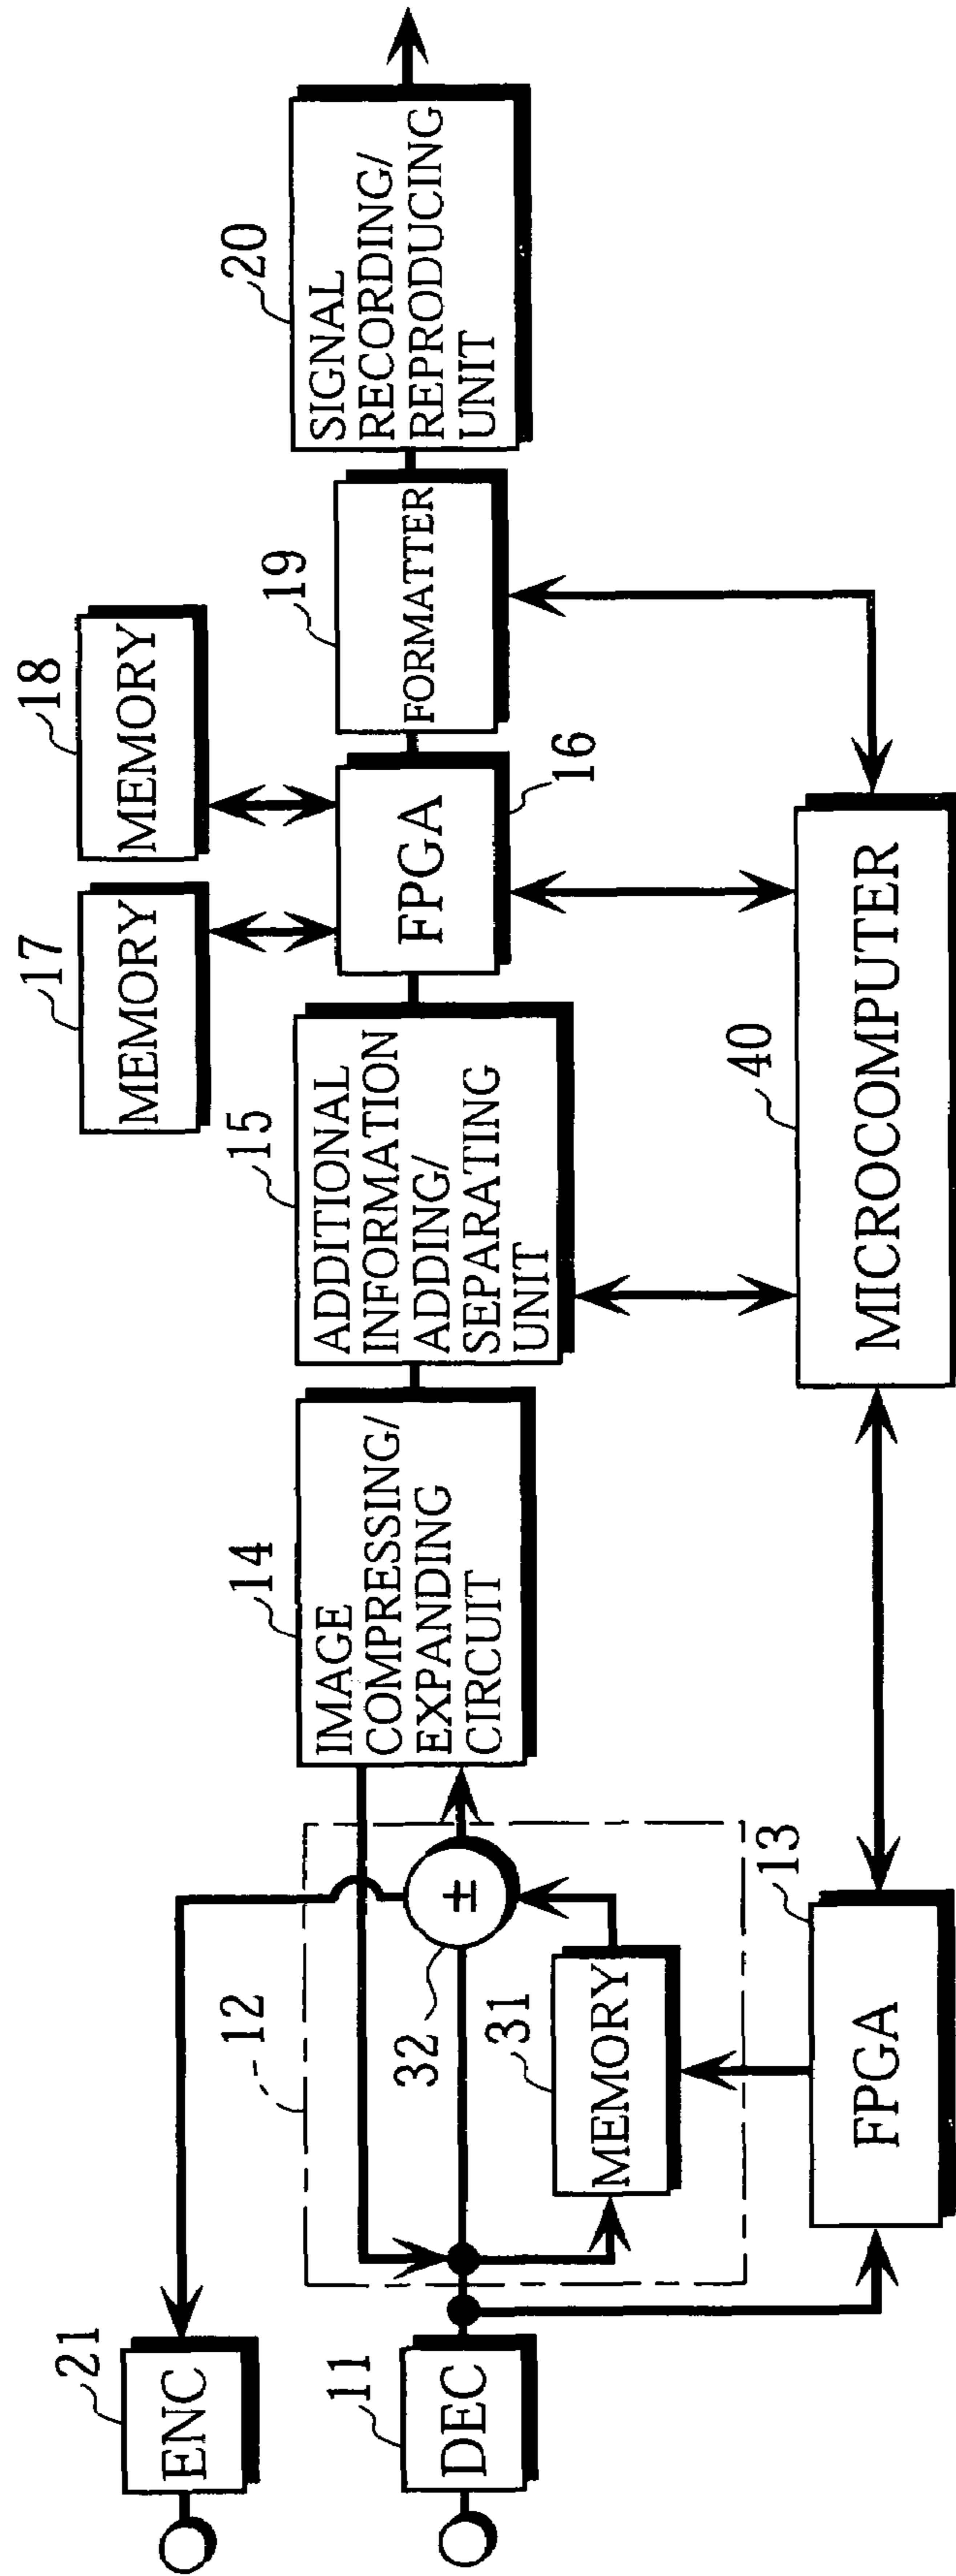 21
ENC
11
DEC
12
32
±
31
MEMORY
13
FPGA
14
IMAGE
COMPRESSING/
EXPANDING
CIRCUIT
15
ADDITIONAL
INFORMATION
ADDING/
SEPARATING
UNIT
17
MEMORY
18
MEMORY
FPGA
16
19
FORMATTER
20
SIGNAL
RECORDING/
REPRODUCING
UNIT
40
MICROCOMPUTER